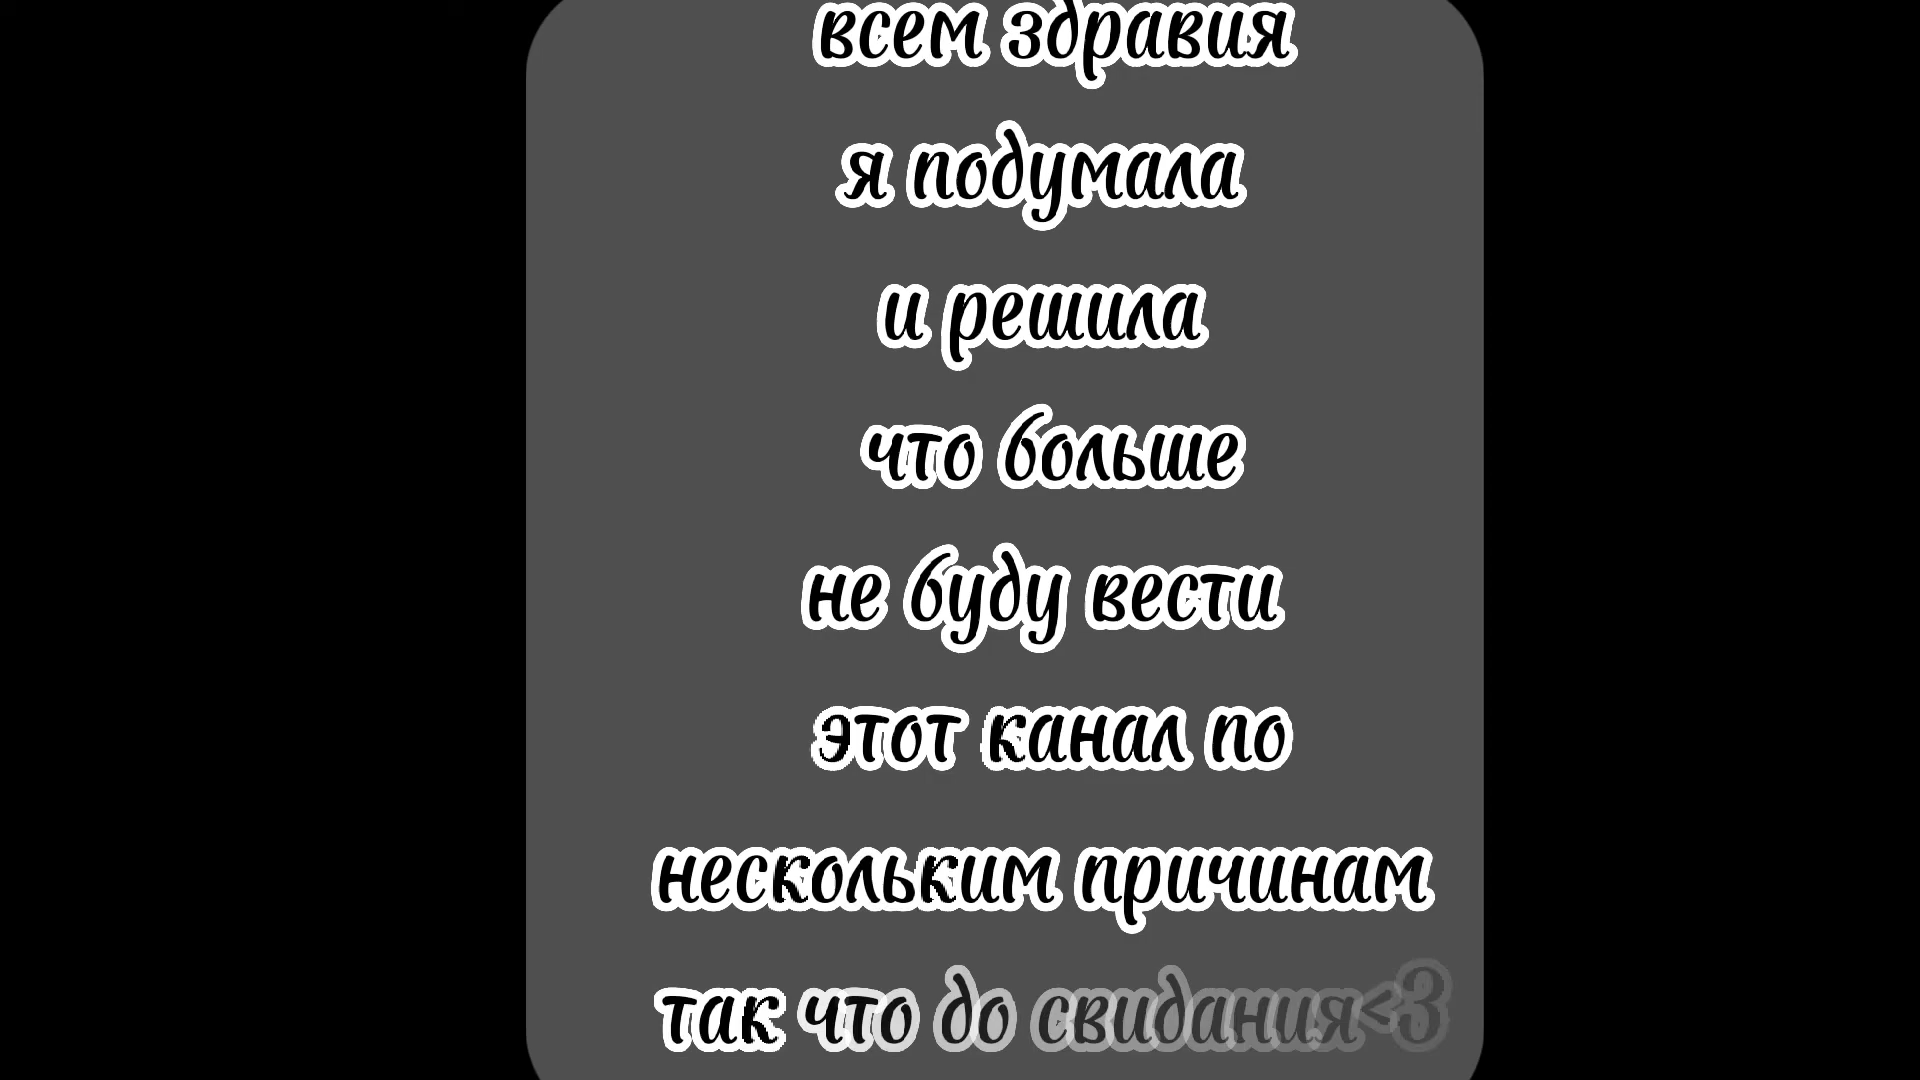 всем здравия
я подумала
и решила
что больше
не буду вести
этот канал по
нескольким причинам
так что до свидания<3